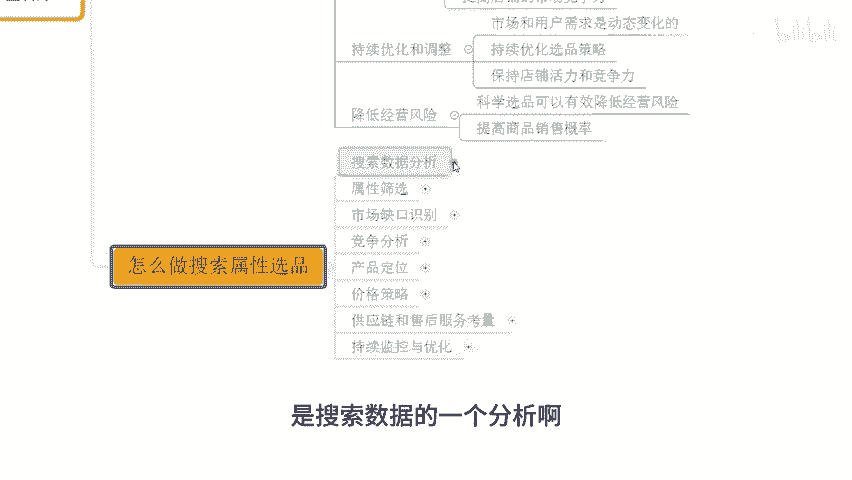 市场和用户需求是动态变化的
持续优化和调整
持续优化选品策略
保持店铺活力和竞争力
科学选品可以有效降低经营风险
降低经营风险
提高商品销售概率
搜索数据分析
属性筛选
市场缺口识别
竞争分析
怎么做搜索属性选品
产品定位
价格策略
供应链和售后服务考量
持续监控与优化
是搜索数据的一个分析啊
bilibili